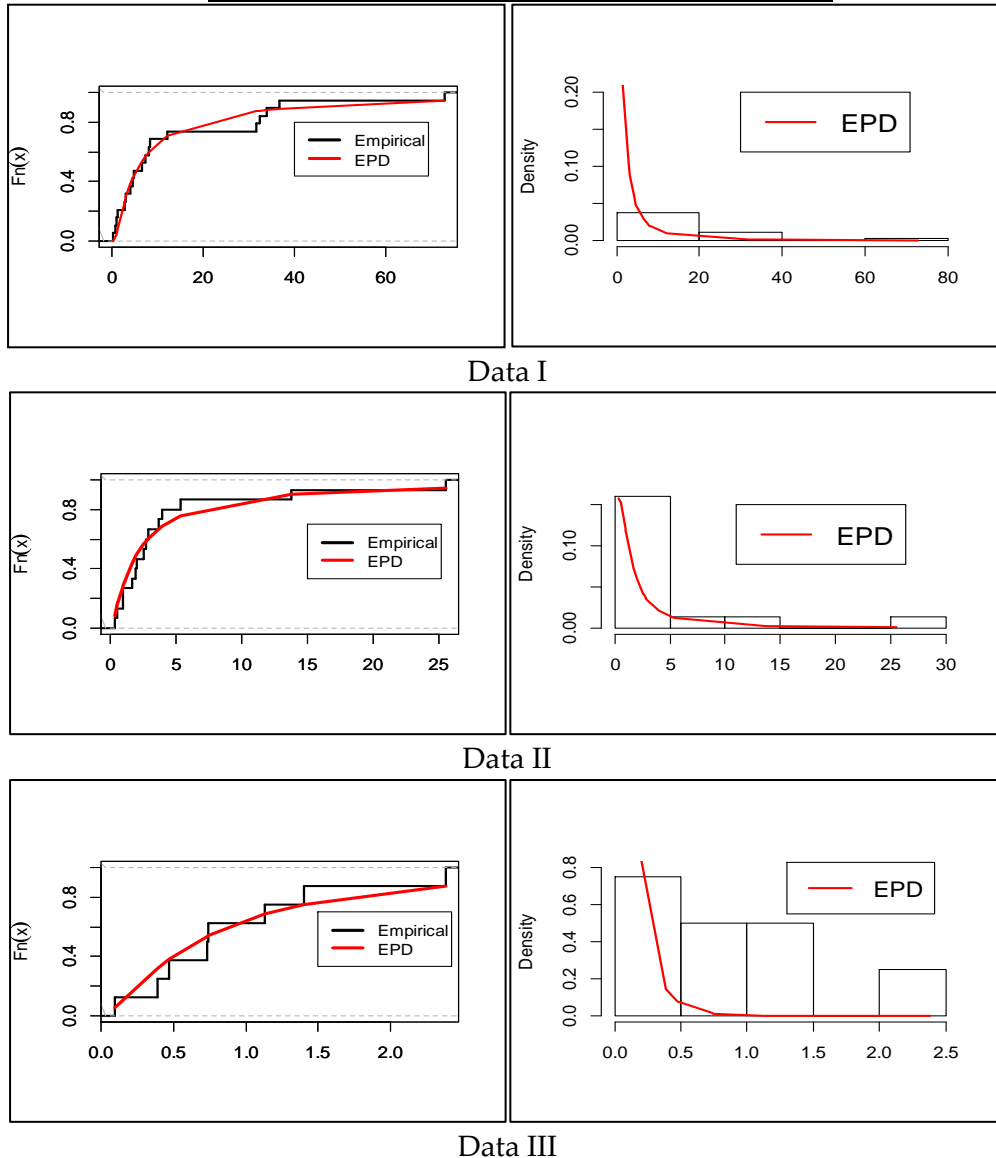 Fn(x)
0.0 0.4 0.8
0 20 40 60
Empirical
EPD
Density
0.00 0.10 0.20
0 20 40 60 80
EPD
Data I
Fn(x)
0.0 0.4 0.8
0 5 10 15 20 25
Empirical
EPD
Density
0.00 0.10
0 5 10 15 20 25 30
EPD
Data II
Fn(x)
0.0 0.4 0.8
0.0 0.5 1.0 1.5 2.0
Empirical
EPD
Density
0.0 0.2 0.4 0.6 0.8
0.0 0.5 1.0 1.5 2.0 2.5
EPD
Data III